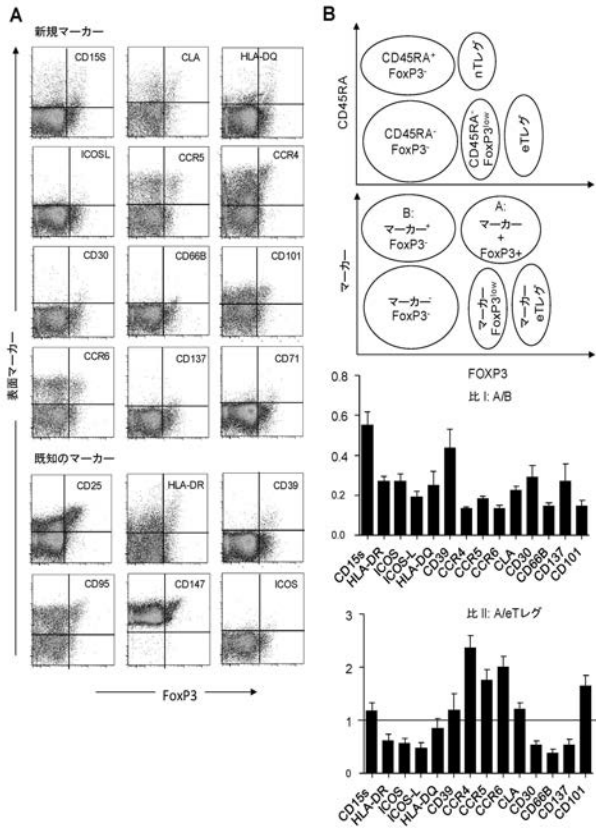 A
新規マーカー
CD15S
CLA
HLA-DQ
ICOSL
CCR5
CCR4
CD30
CD66B
CD101
CCR6
CD137
CD71
表面マーカー
既知のマーカー
CD25
HLA-DR
CD39
CD95
CD147
ICOS
FoxP3
B
CD45RA
CD45RA⁺
FoxP3⁻
nTレグ
CD45RA⁻
FoxP3⁻
CD45RA⁻
FoxP3ˡᵒʷ
eTレグ
マーカー
B:
マーカー⁺
FoxP3⁻
A:
マーカー
+
FoxP3+
マーカー⁻
FoxP3⁻
マーカー
FoxP3ˡᵒʷ
マーカー
eTレグ
FOXP3
比 I: A/B
0.8
0.6
0.4
0.2
0.0
CD15s
HLA-DR
ICOS
ICOS-L
HLA-DQ
CD39
CCR4
CCR5
CCR6
CLA
CD30
CD66B
CD137
CD101
比 II: A/eTレグ
3
2
1
0
CD15s
HLA-DR
ICOS
ICOS-L
HLA-DQ
CD39
CCR4
CCR5
CCR6
CLA
CD30
CD66B
CD137
CD101